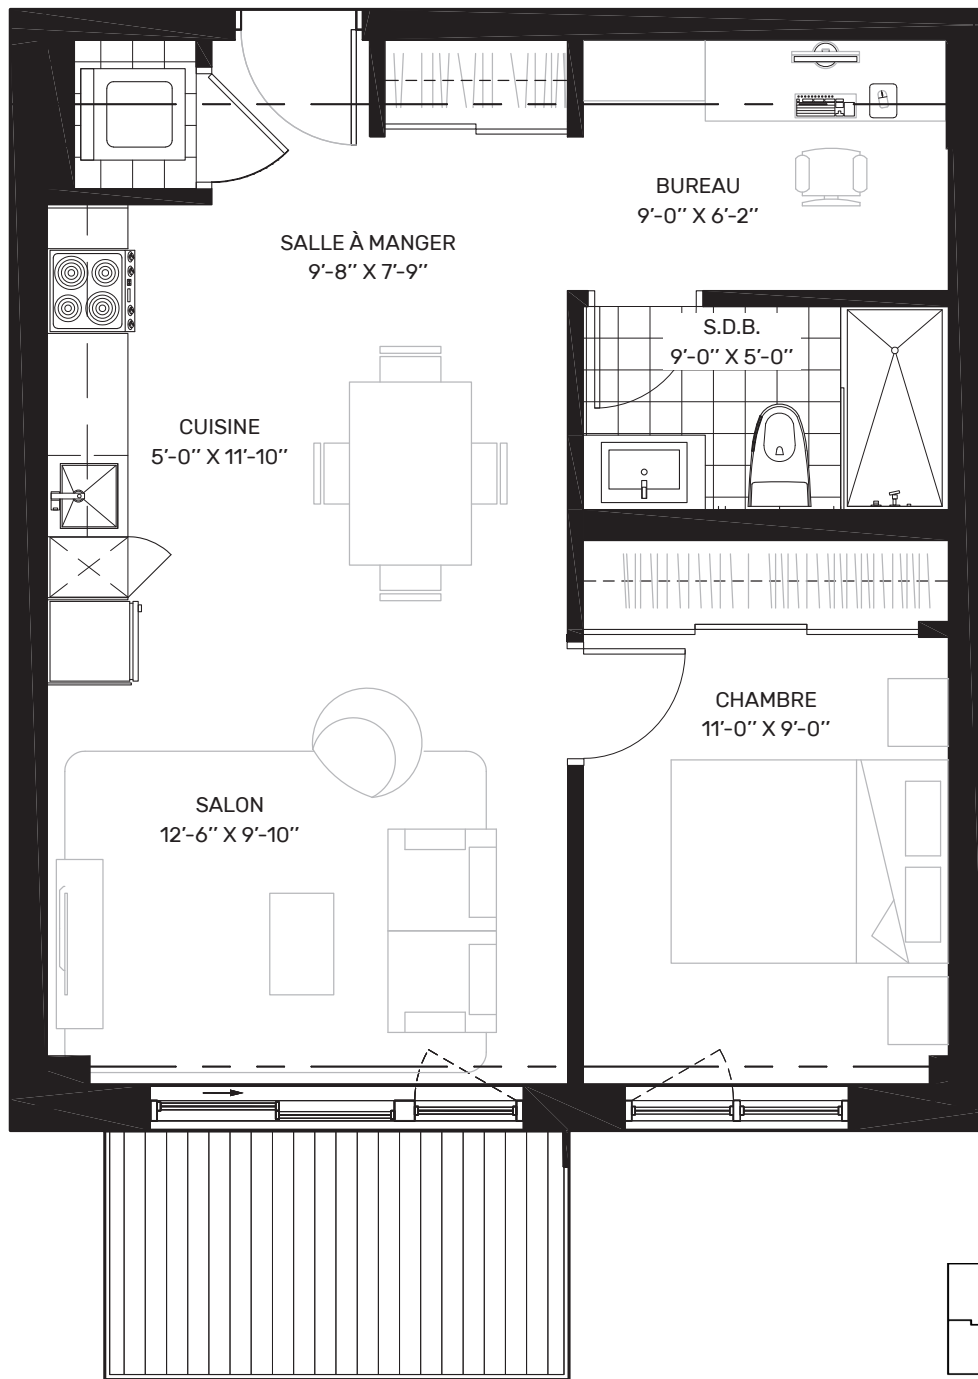 BUREAU
9'-0'' X 6'-2''
SALLE À MANGER
9'-8'' X 7'-9''
S.D.B.
9'-0'' X 5'-0''
CUISINE
5'-0'' X 11'-10''
CHAMBRE
11'-0'' X 9'-0''
SALON
12'-6'' X 9'-10''